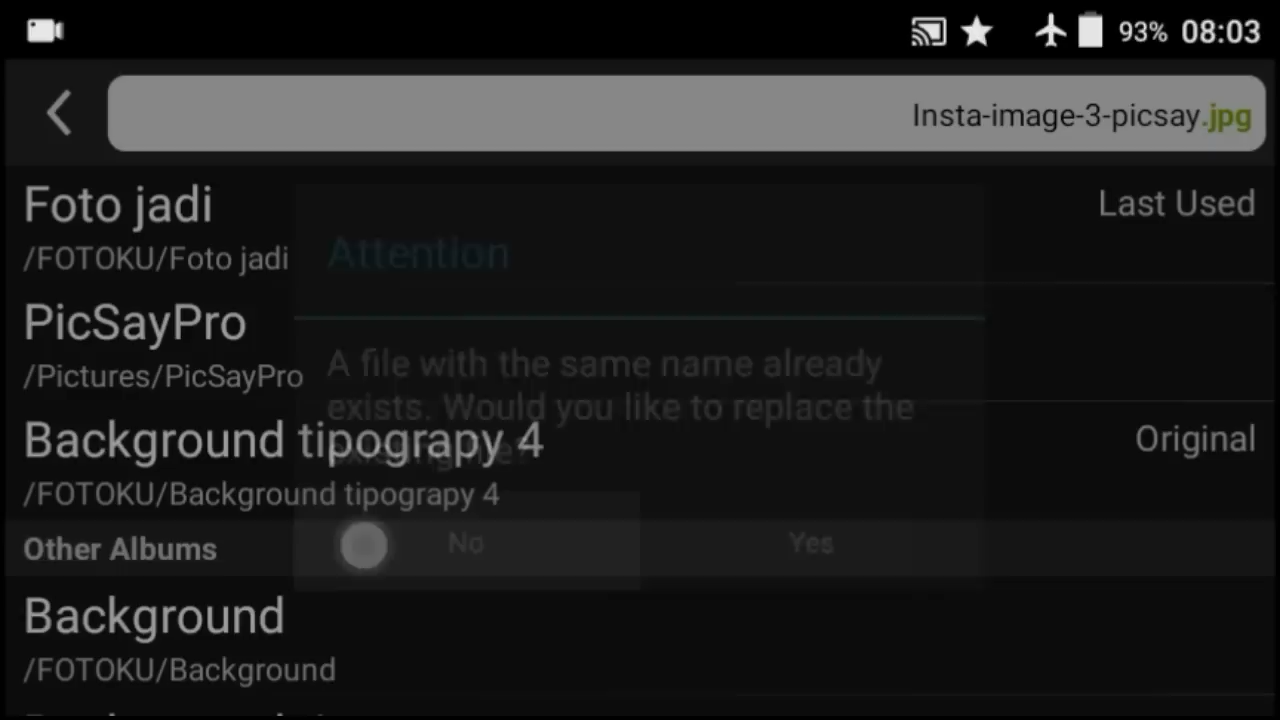 93% 08:03
Insta-image-3-picsay.jpg
Foto jadi
Last Used
/FOTOKU/Foto jadi
Attention
PicSayPro
/Pictures/PicSayPro
A file with the same name already
exists. Would you like to replace the
existing file?
Background tipograpy 4
Original
/FOTOKU/Background tipograpy 4
Other Albums
No
Yes
Background
/FOTOKU/Background